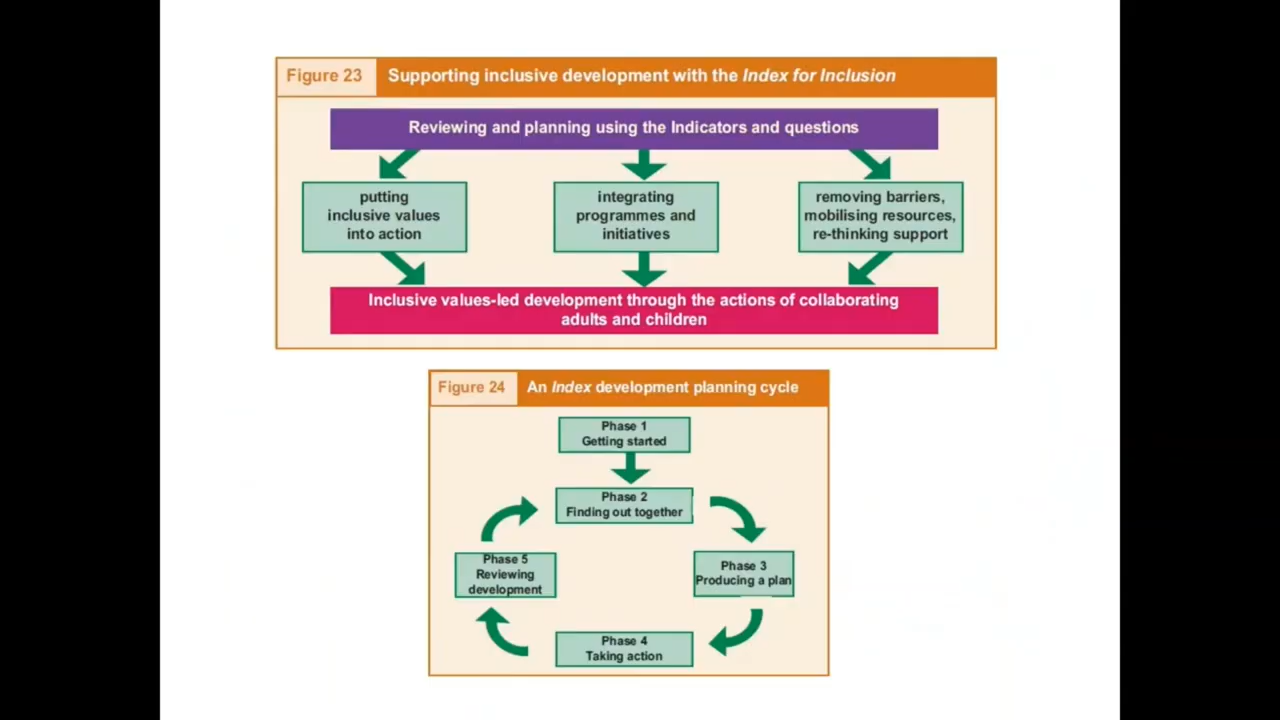 Figure 23 Supporting inclusive development with the Index for Inclusion
Reviewing and planning using the Indicators and questions
putting
inclusive values
into action
integrating
programmes and
initiatives
removing barriers,
mobilising resources,
re-thinking support
Inclusive values-led development through the actions of collaborating
adults and children
Figure 24 An Index development planning cycle
Phase 1
Getting started
Phase 2
Finding out together
Phase 3
Producing a plan
Phase 4
Taking action
Phase 5
Reviewing
development